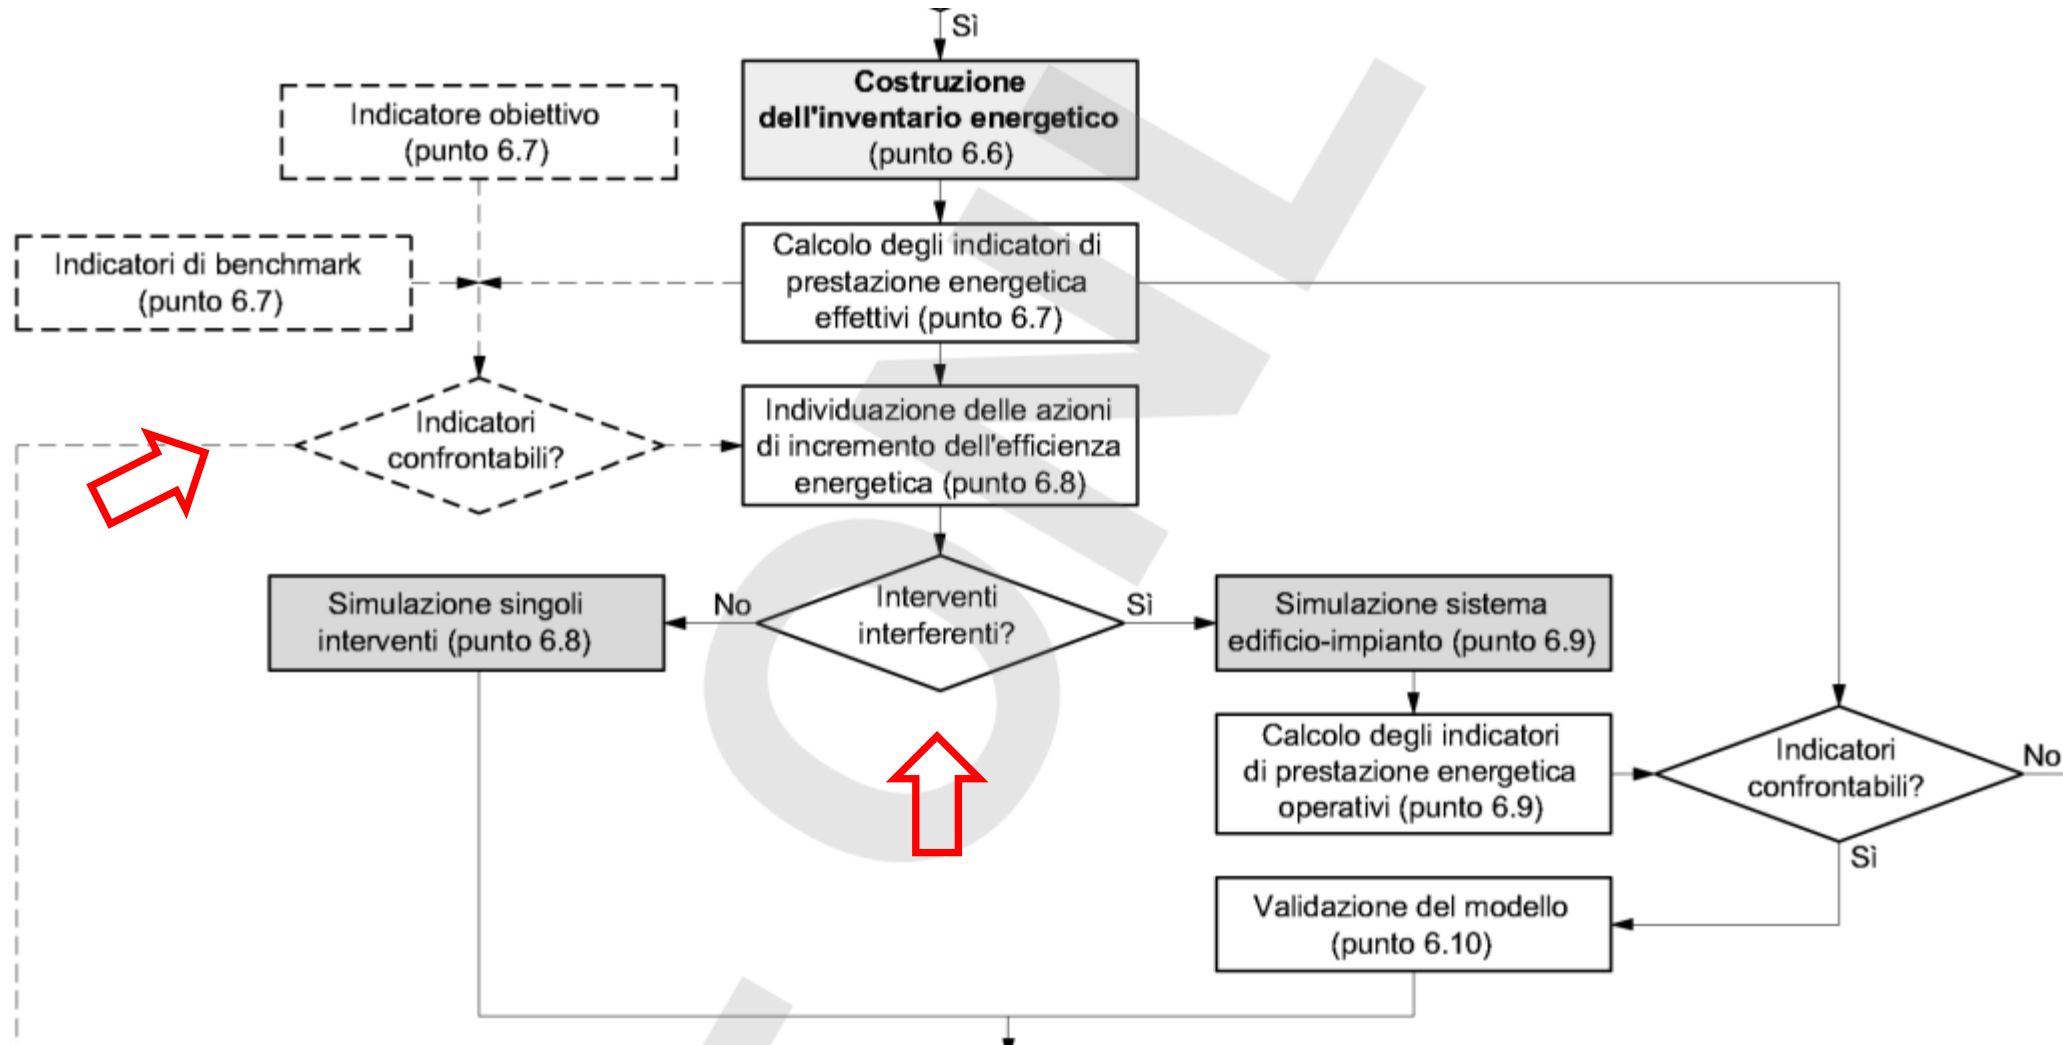 Sì
Costruzione
dell'inventario energetico
(punto 6.6)
Indicatore obiettivo
(punto 6.7)
Indicatori di benchmark
(punto 6.7)
Calcolo degli indicatori di
prestazione energetica
effettivi (punto 6.7)
Indicatori
confrontabili?
Individuazione delle azioni
di incremento dell'efficienza
energetica (punto 6.8)
Simulazione singoli
interventi (punto 6.8)
No
Interventi
interferenti?
Sì
Simulazione sistema
edificio-impianto (punto 6.9)
Calcolo degli indicatori
di prestazione energetica
operativi (punto 6.9)
Indicatori
confrontabili?
No
Sì
Validazione del modello
(punto 6.10)